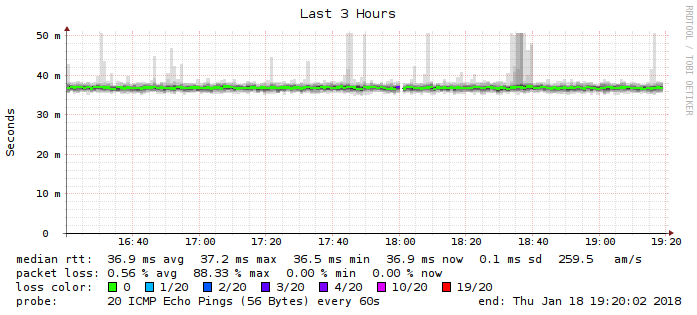 Last 3 Hours
RRDTOOL / TOBI OETIKER
Seconds
50 m
40 m
30 m
20 m
10 m
0
16:40 17:00 17:20 17:40 18:00 18:20 18:40 19:00 19:20
median rtt: 36.9 ms avg 37.2 ms max 36.5 ms min 36.9 ms now 0.1 ms sd 259.5 am/s
packet loss: 0.56 % avg 88.33 % max 0.00 % min 0.00 % now
loss color: 0 1/20 2/20 3/20 4/20 10/20 19/20
probe: 20 ICMP Echo Pings (56 Bytes) every 60s end: Thu Jan 18 19:20:02 2018